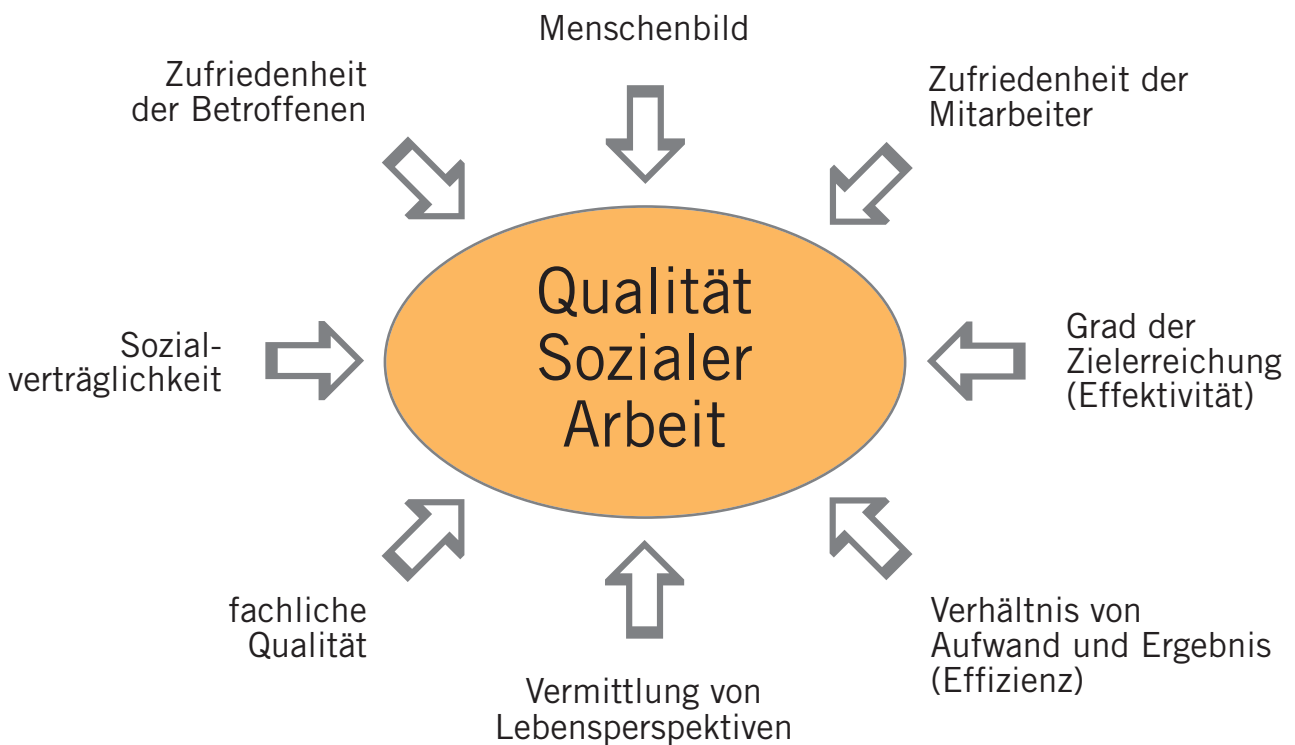 Menschenbild
Zufriedenheit
der Betroffenen
Zufriedenheit der
Mitarbeiter
Qualität
Sozialer
Arbeit
Sozial-
verträglichkeit
Grad der
Zielerreichung
(Effektivität)
fachliche
Qualität
Verhältnis von
Aufwand und Ergebnis
(Effizienz)
Vermittlung von
Lebensperspektiven